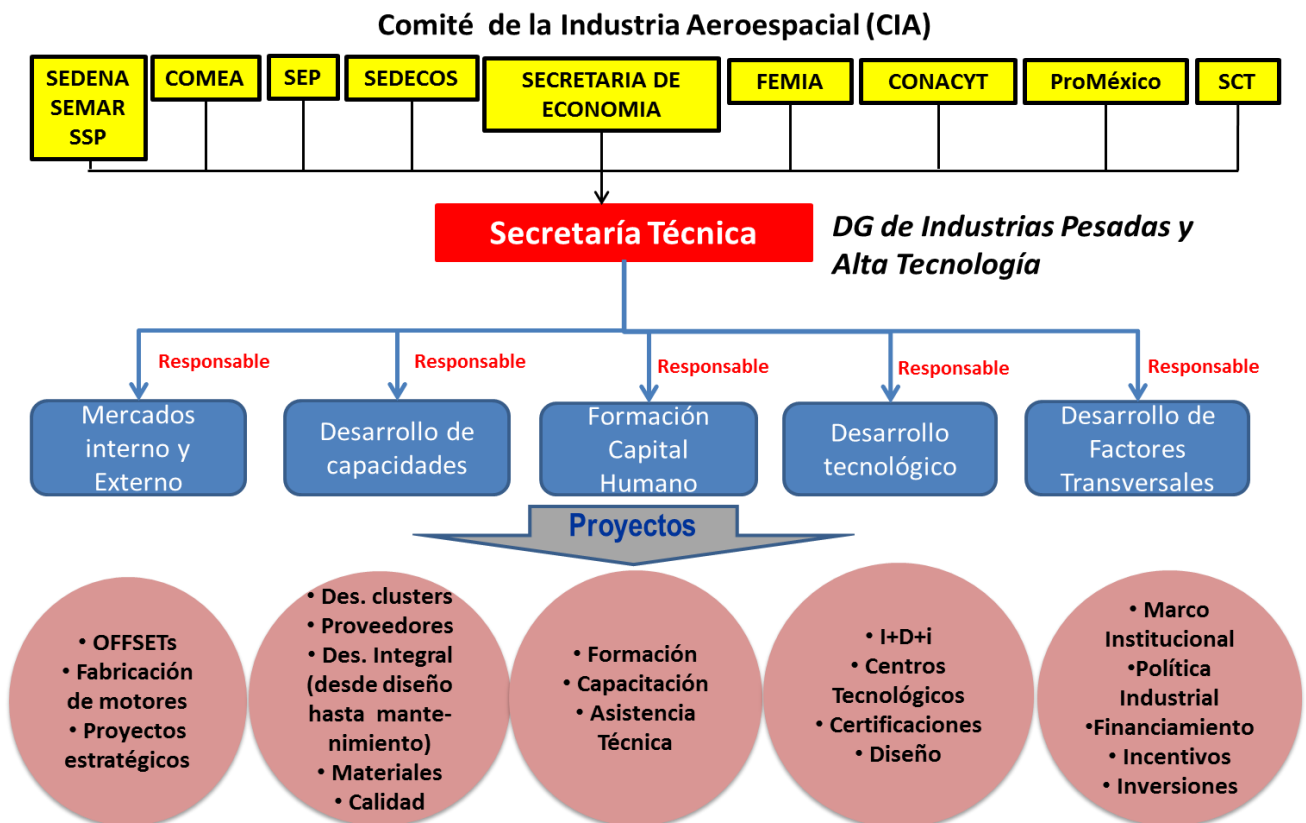 Comité de la Industria Aeroespacial (CIA)
SEDENA
SEMAR
SSP
COMEA
SEP
SEDECOS
SECRETARIA DE
ECONOMIA
FEMIA
CONACYT
ProMéxico
SCT
Secretaría Técnica
DG de Industrias Pesadas y
Alta Tecnología
Responsable
Responsable
Responsable
Responsable
Responsable
Mercados
interno y
Externo
Desarrollo de
capacidades
Formación
Capital
Humano
Desarrollo
tecnológico
Desarrollo de
Factores
Transversales
Proyectos
• OFFSETs
• Fabricación
de motores
• Proyectos
estratégicos
• Des. clusters
• Proveedores
• Des. Integral
(desde diseño
hasta mante-
nimiento)
• Materiales
• Calidad
• Formación
• Capacitación
• Asistencia
Técnica
• I+D+i
• Centros
Tecnológicos
• Certificaciones
• Diseño
• Marco
Institucional
•Política
Industrial
•Financiamiento
• Incentivos
• Inversiones